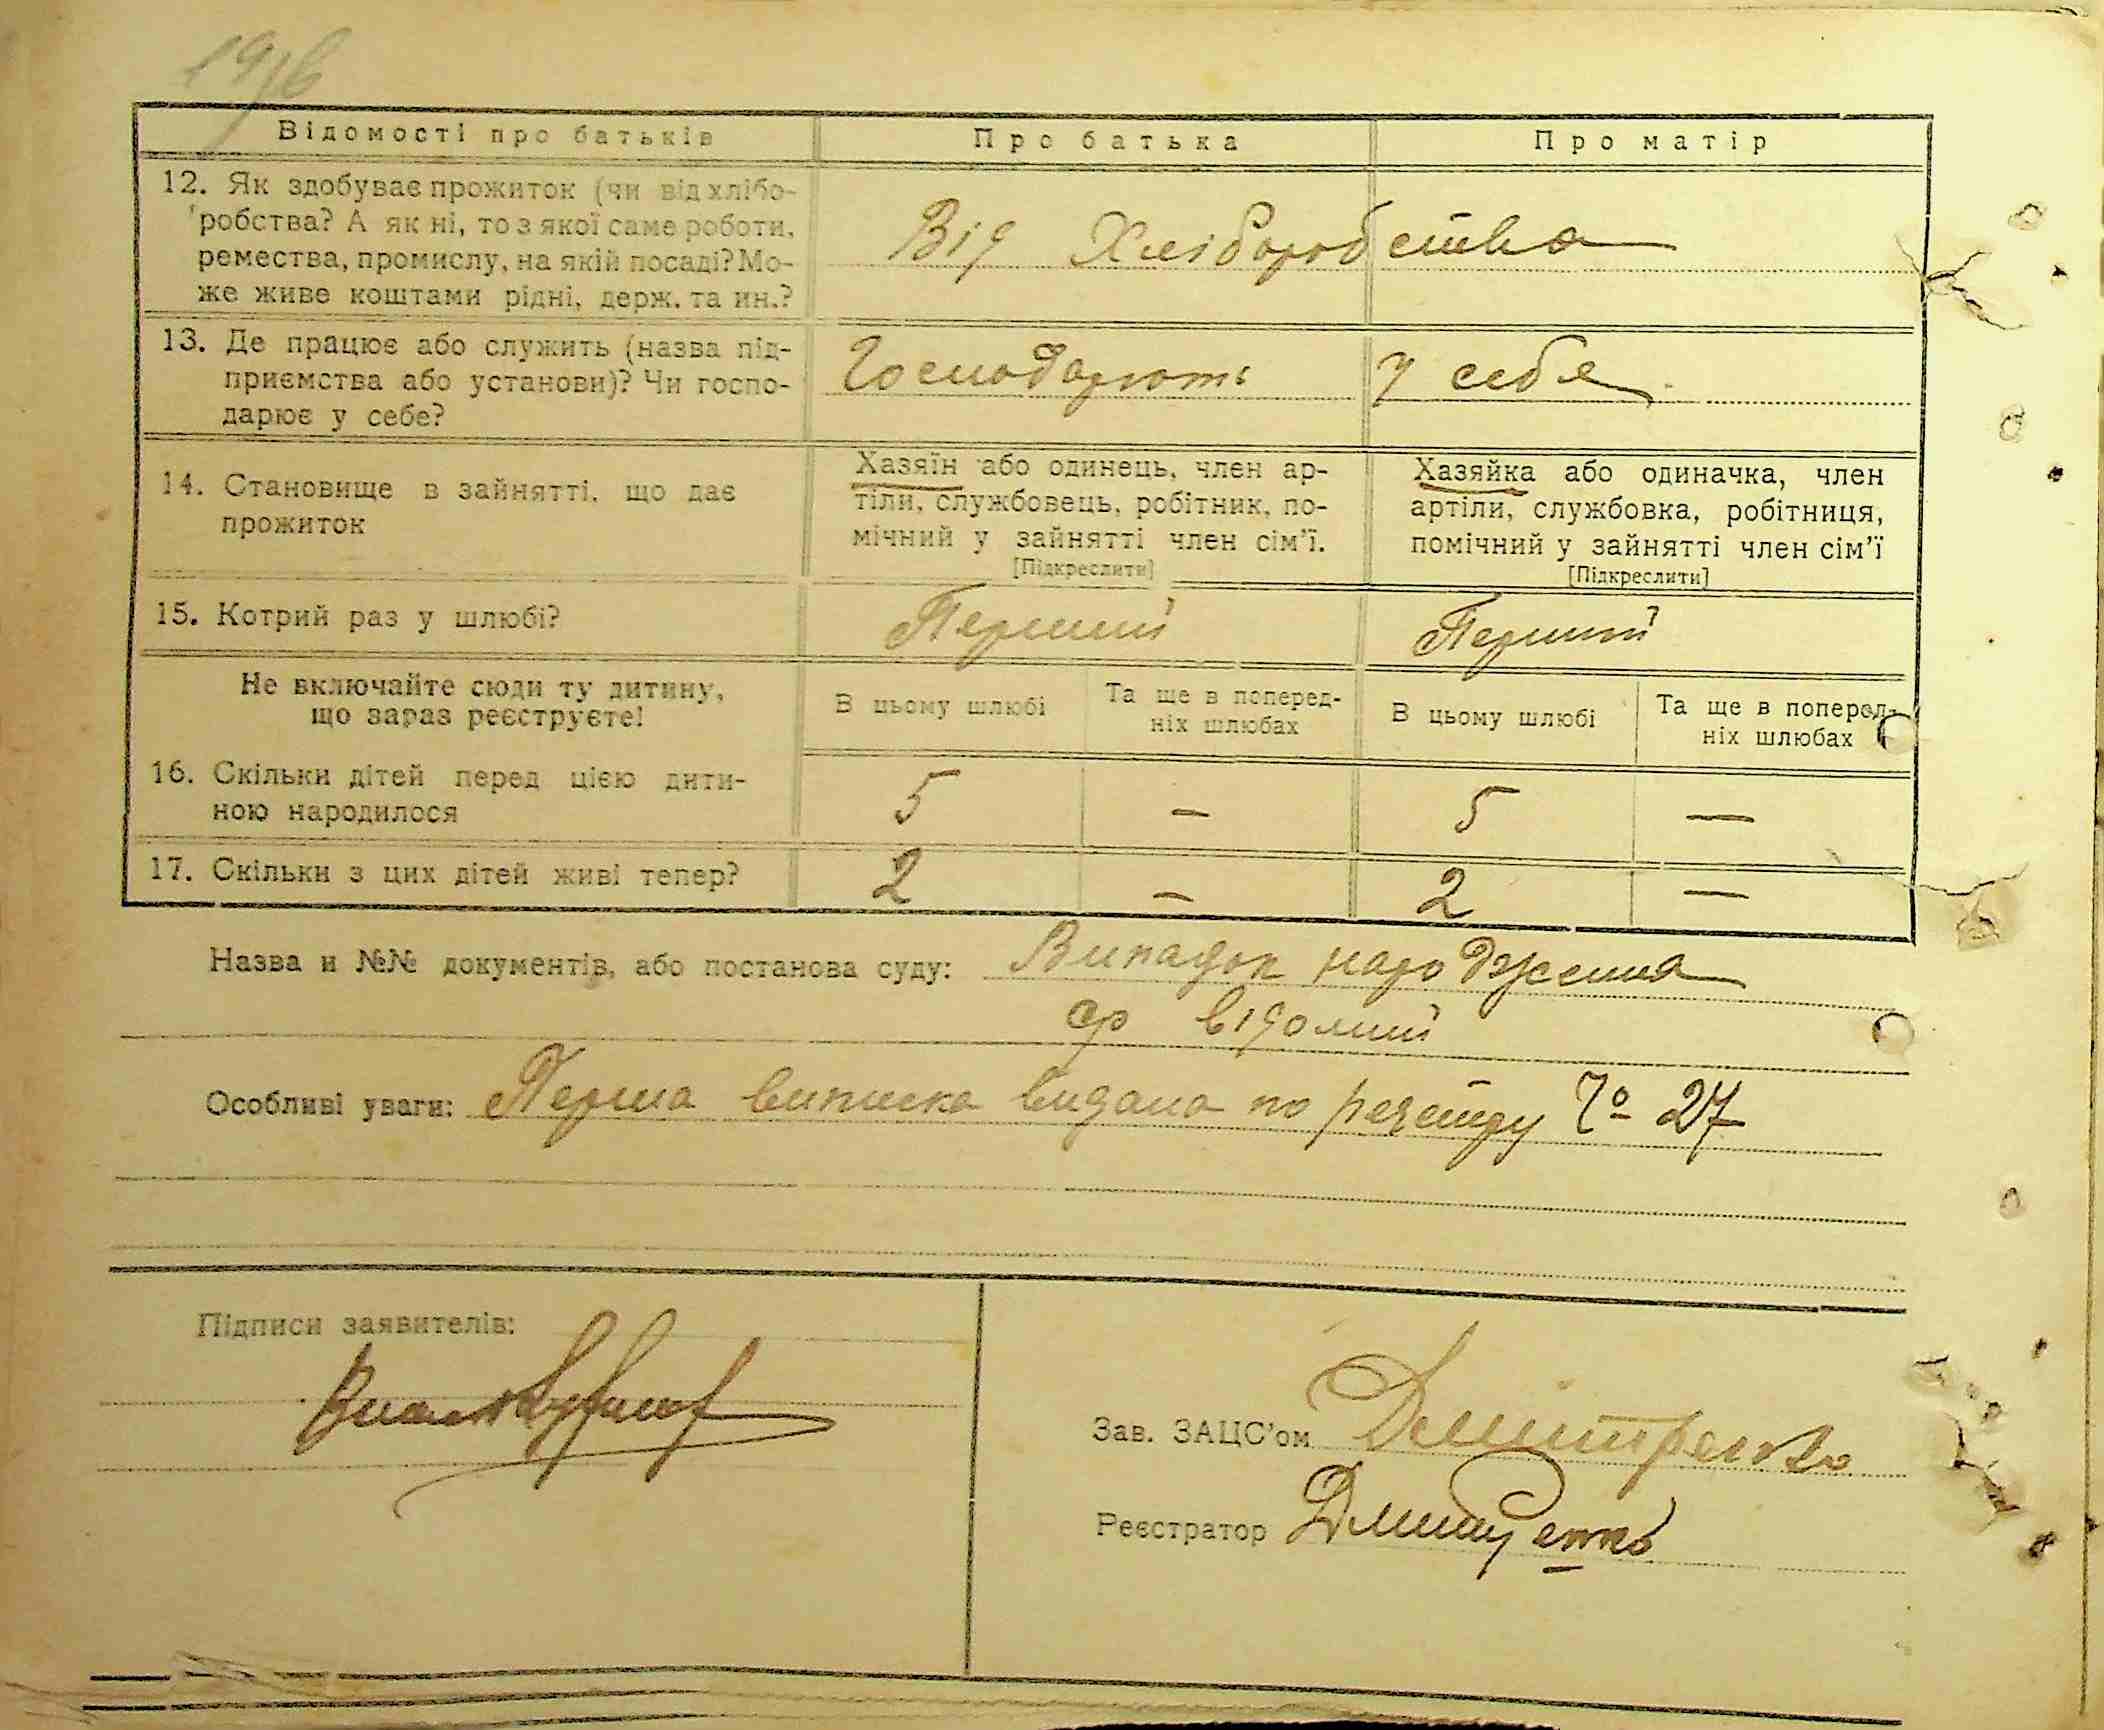 Відомості про батьків Про батька Про матір
12. Як здобуває прожиток (чи від хлібо-
робства? А як ні, то з якої саме роботи,
ремества, промислу, на якій посаді? Мо-
же живе коштами рідні, держ. та ин.?
Від Хліборобства
13. Де працює або служить (назва під-
приємства або установи)? Чи госпо-
дарює у себе?
Господарюють у себе
14. Становище в зайнятті, що дає
прожиток
Хазяїн або одинець, член ар-
тіли, службовець, робітник, по-
мічний у зайнятті член сім'ї.
[Підкреслити]
Хазяйка або одиначка, член
артіли, службовка, робітниця,
помічний у зайнятті член сім'ї
[Підкреслити]
15. Котрий раз у шлюбі? Перший Перший
Не включайте сюди ту дитину,
що зараз реєструєте!
В цьому шлюбі
Та ще в поперед-
ніх шлюбах
В цьому шлюбі
Та ще в поперед-
ніх шлюбах
16. Скільки дітей перед цією дити-
ною народилося
5 — 5 —
17. Скільки з цих дітей живі тепер? 2 — 2 —
Назва и №№ документів, або постанова суду: Випадок народження
відомий
Особливі уваги: Перша виписка видана по реєстру № 27
Підписи заявителів:
Зав. ЗАЦС'ом Дмитренко
Реєстратор Дмитренко